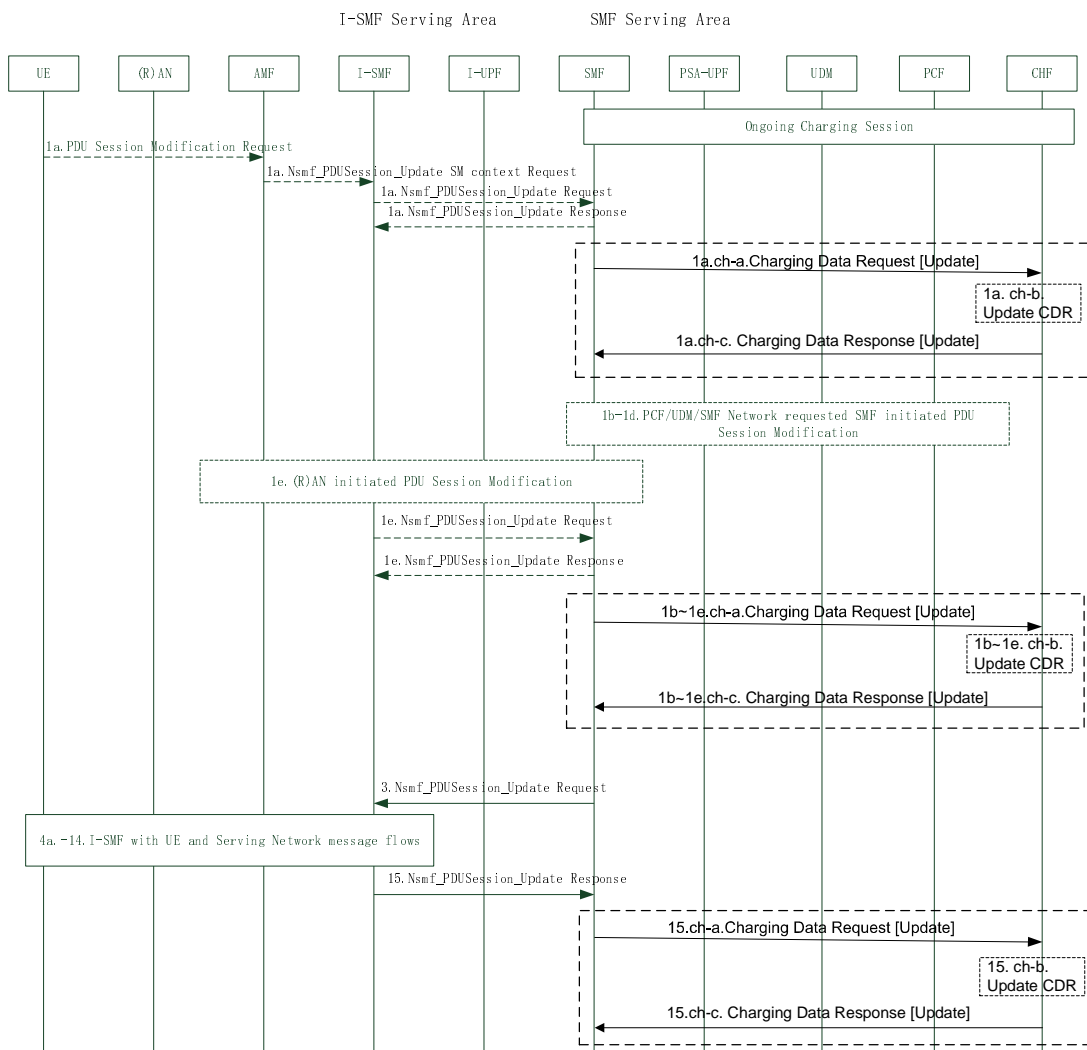 I-SMF Serving Area
SMF Serving Area
UE
(R)AN
AMF
I-SMF
I-UPF
SMF
PSA-UPF
UDM
PCF
CHF
Ongoing Charging Session
1a.PDU Session Modification Request
1a.Nsmf_PDUSession_Update SM context Request
1a.Nsmf_PDUSession_Update Request
1a.Nsmf_PDUSession_Update Response
1a.ch-a.Charging Data Request [Update]
1a. ch-b.
Update CDR
1a.ch-c. Charging Data Response [Update]
1b-1d.PCF/UDM/SMF Network requested SMF initiated PDU
Session Modification
1e.(R)AN initiated PDU Session Modification
1e.Nsmf_PDUSession_Update Request
1e.Nsmf_PDUSession_Update Response
1b~1e.ch-a.Charging Data Request [Update]
1b~1e. ch-b.
Update CDR
1b~1e.ch-c. Charging Data Response [Update]
3.Nsmf_PDUSession_Update Request
4a.-14.I-SMF with UE and Serving Network message flows
15.Nsmf_PDUSession_Update Response
15.ch-a.Charging Data Request [Update]
15. ch-b.
Update CDR
15.ch-c. Charging Data Response [Update]